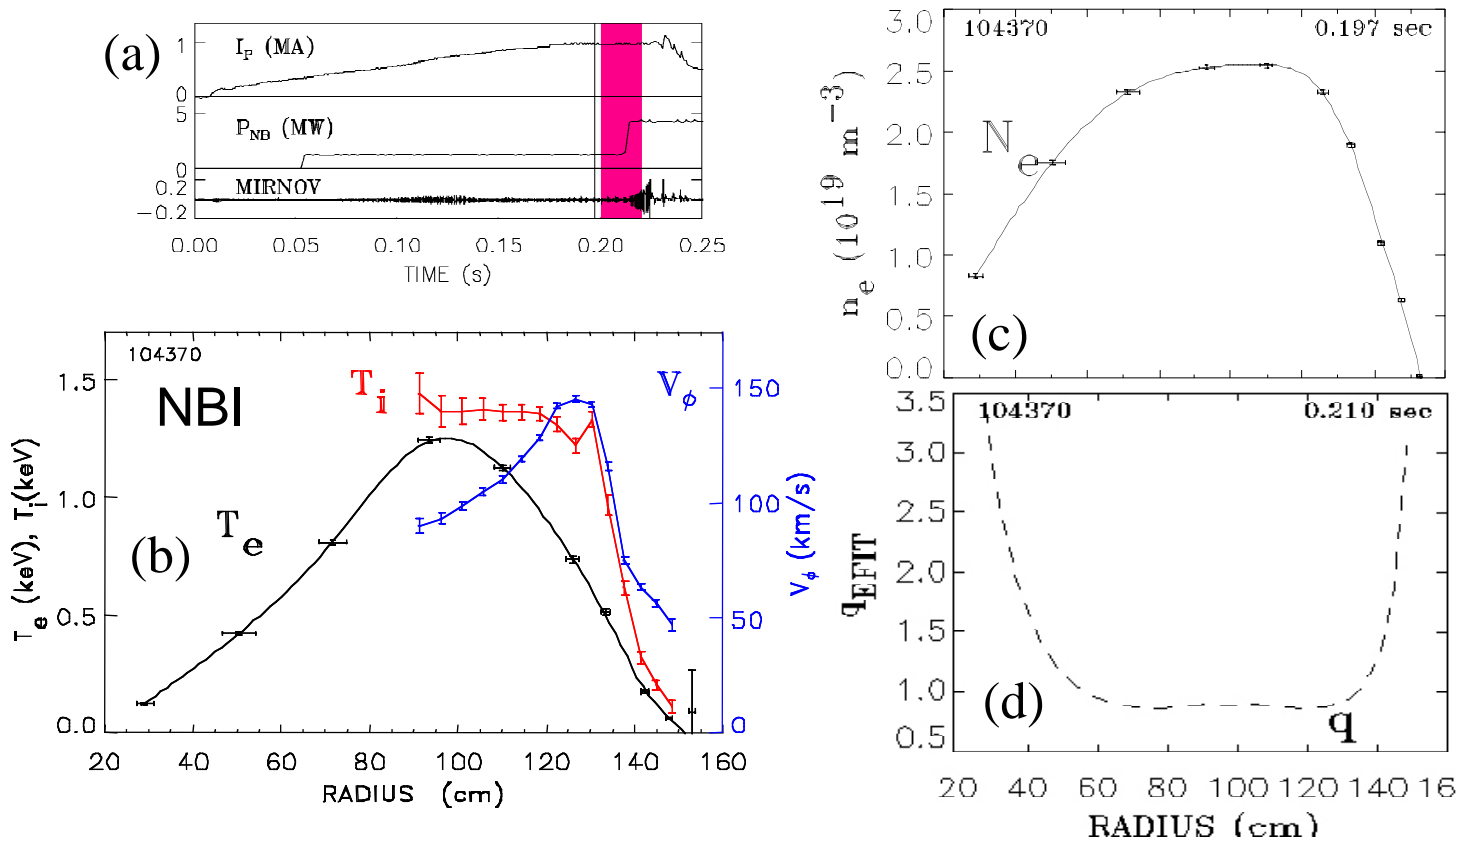 (a)
I_P (MA)
1
0
P_NB (MW)
5
0
MIRNOV
0.2
−0.2
0.00 0.05 0.10 0.15 0.20 0.25
TIME (s)
(b)
104370
NBI
T_i
V_ϕ
T_e
1.5
1.0
0.5
0.0
T_e (keV), T_i(keV)
150
100
50
0
V_ϕ (km/s)
20 40 60 80 100 120 140 160
RADIUS (cm)
(c)
104370 0.197 sec
N_e
3.0
2.5
2.0
1.5
1.0
0.5
0.0
n_e (10^19 m−3)
(d)
104370 0.210 sec
q
3.5
3.0
2.5
2.0
1.5
1.0
0.5
q_EFIT
20 40 60 80 100 120 140 16
RADIUS (cm)